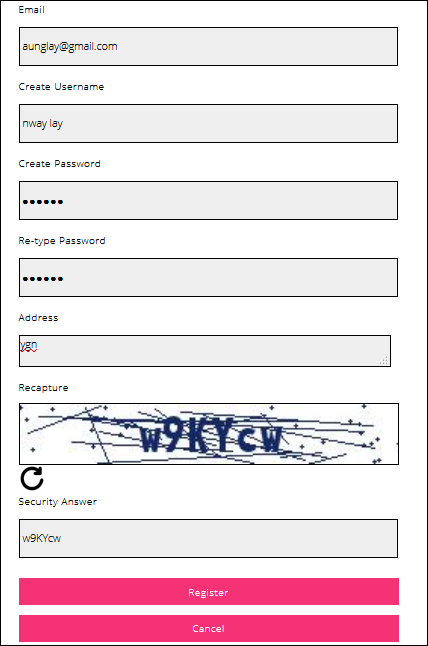 Email
aunglay@gmail.com
Create Username
nway lay
Create Password
••••••
Re-type Password
••••••
Address
ygn
Recapture
w9KYcw
Security Answer
w9KYcw
Register
Cancel